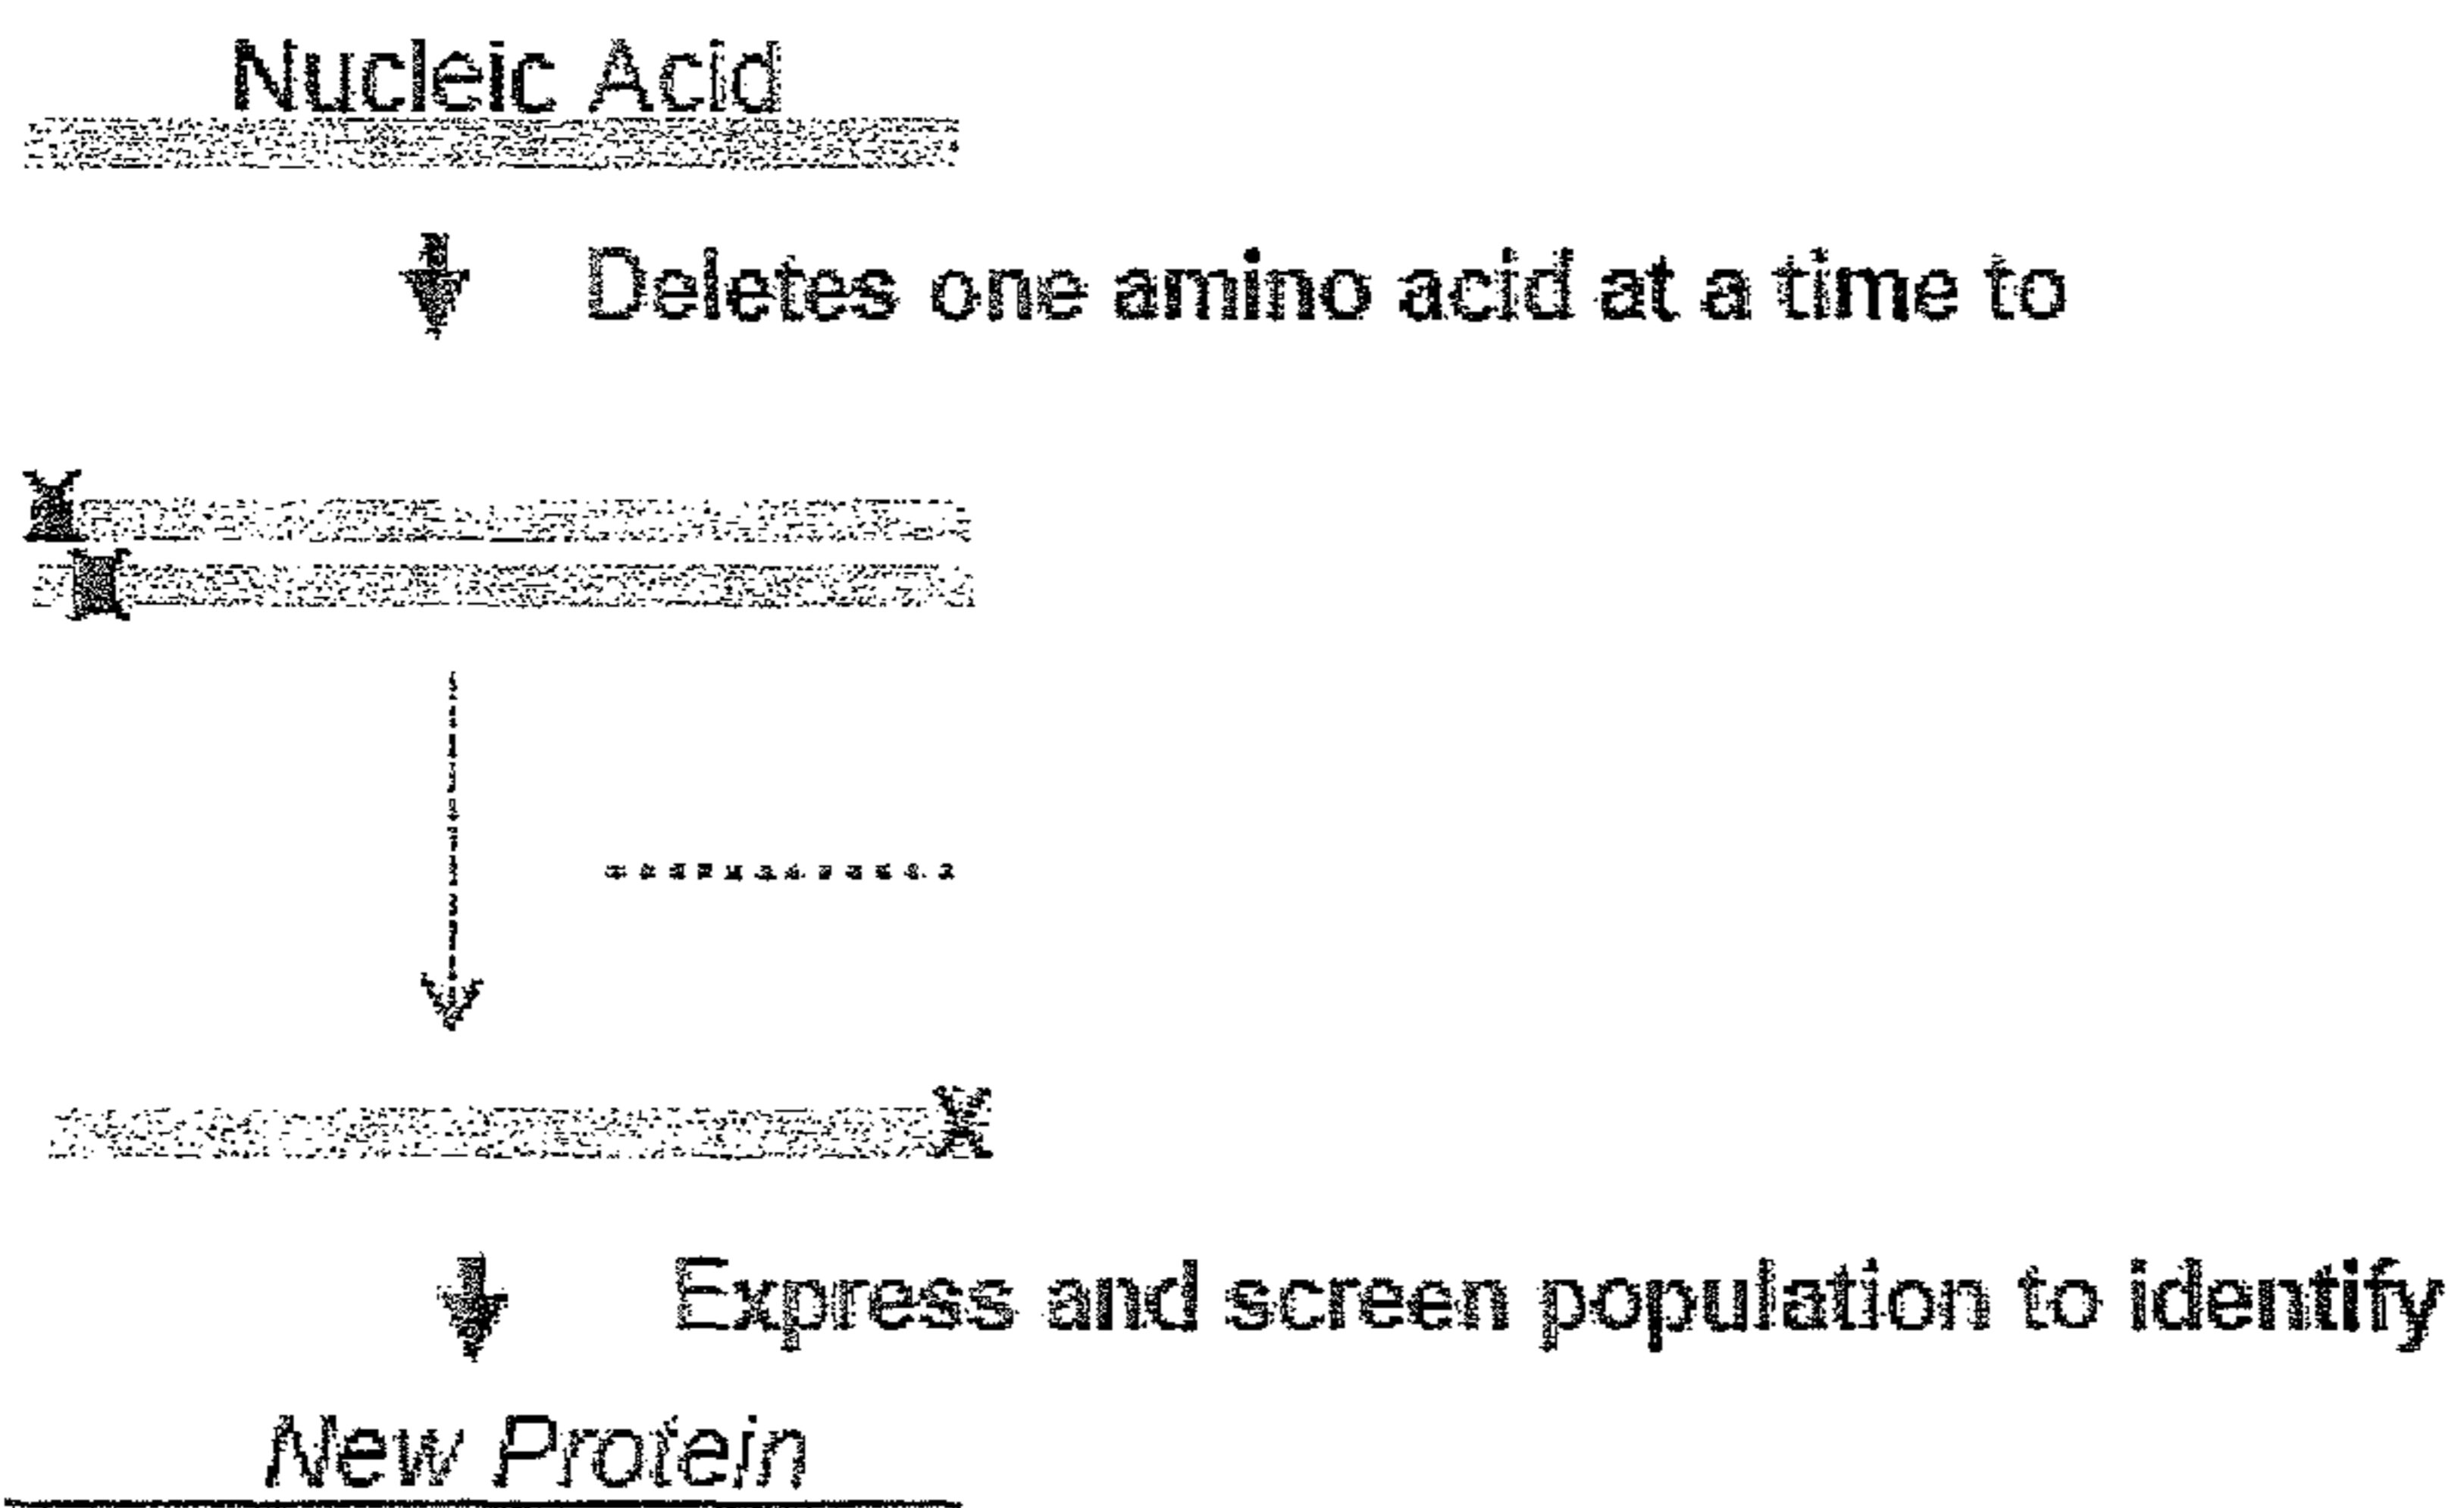 Nucleic Acid
Deletes one amino acid at a time to
X
X
X
Express and screen population to identify
New Protein